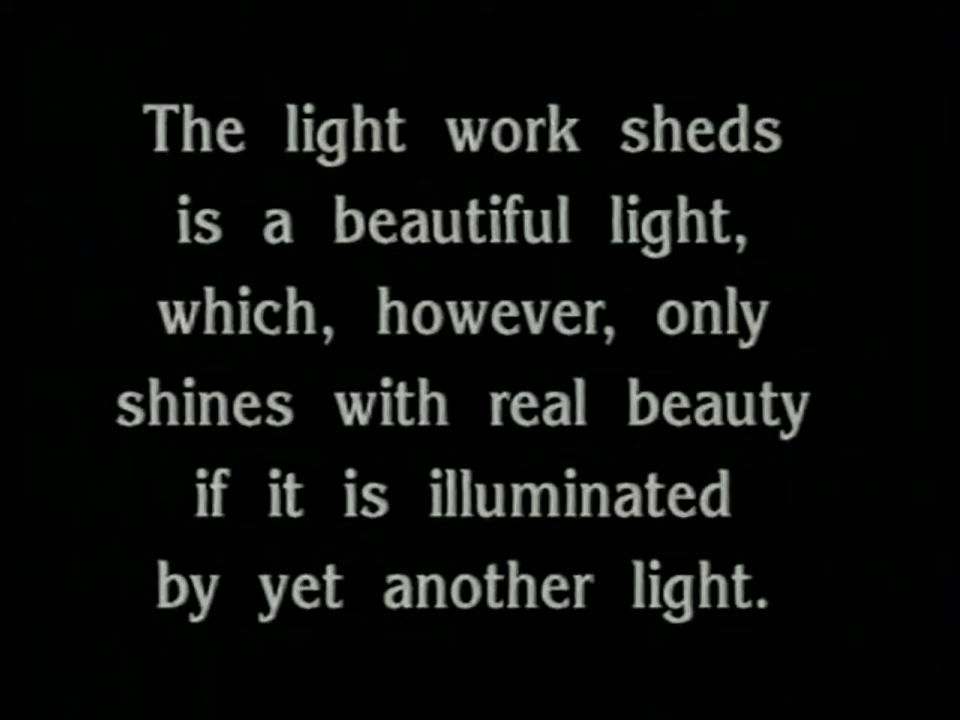 The light work sheds
is a beautiful light,
which, however, only
shines with real beauty
if it is illuminated
by yet another light.